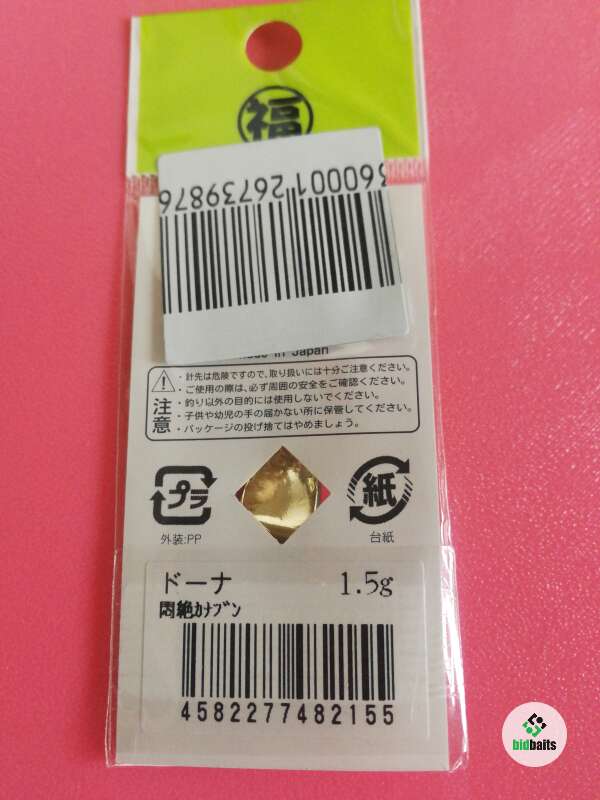 福
360001 26739876
Made in Japan
注意
・針先は危険ですので、取り扱いには十分ご注意ください。
・ご使用の際は、必ず周囲の安全をご確認ください。
・釣り以外の目的には使用しないでください。
・子供や幼児の手の届かない所に保管してください。
・パッケージの投げ捨てはやめましょう。
プラ
外装:PP
紙
台紙
ドーナ 1.5g
悶絶ｶﾅﾌﾞﾝ
4582277482155
bidbaits